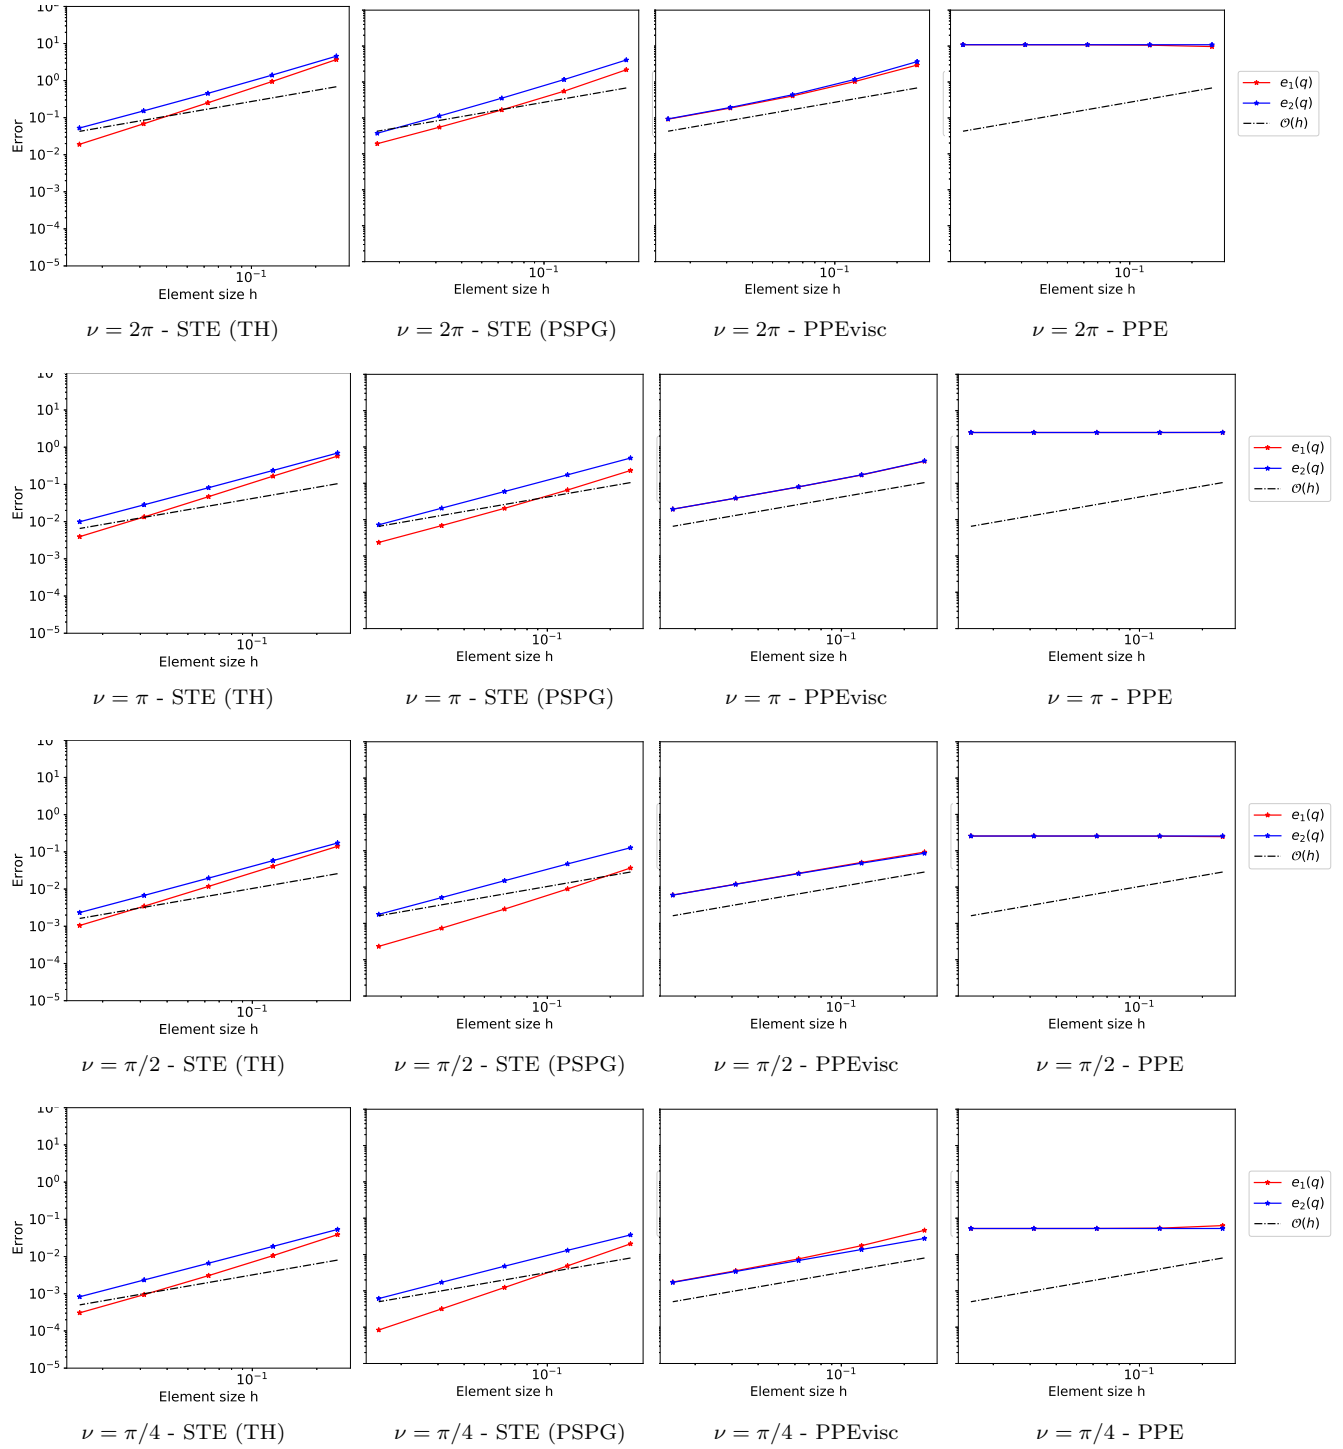 10¹
10⁰
10⁻¹
10⁻²
10⁻³
10⁻⁴
10⁻⁵
Error
10⁻¹ 10⁻¹ 10⁻¹ 10⁻¹
Element size h Element size h Element size h Element size h
e₁(q)
e₂(q)
𝒪(h)
ν = 2π - STE (TH) ν = 2π - STE (PSPG) ν = 2π - PPEvisc ν = 2π - PPE
10¹
10⁰
10⁻¹
10⁻²
10⁻³
10⁻⁴
10⁻⁵
Error
10⁻¹ 10⁻¹ 10⁻¹ 10⁻¹
Element size h Element size h Element size h Element size h
e₁(q)
e₂(q)
𝒪(h)
ν = π - STE (TH) ν = π - STE (PSPG) ν = π - PPEvisc ν = π - PPE
10¹
10⁰
10⁻¹
10⁻²
10⁻³
10⁻⁴
10⁻⁵
Error
10⁻¹ 10⁻¹ 10⁻¹ 10⁻¹
Element size h Element size h Element size h Element size h
e₁(q)
e₂(q)
𝒪(h)
ν = π/2 - STE (TH) ν = π/2 - STE (PSPG) ν = π/2 - PPEvisc ν = π/2 - PPE
10¹
10⁰
10⁻¹
10⁻²
10⁻³
10⁻⁴
10⁻⁵
Error
10⁻¹ 10⁻¹ 10⁻¹ 10⁻¹
Element size h Element size h Element size h Element size h
e₁(q)
e₂(q)
𝒪(h)
ν = π/4 - STE (TH) ν = π/4 - STE (PSPG) ν = π/4 - PPEvisc ν = π/4 - PPE